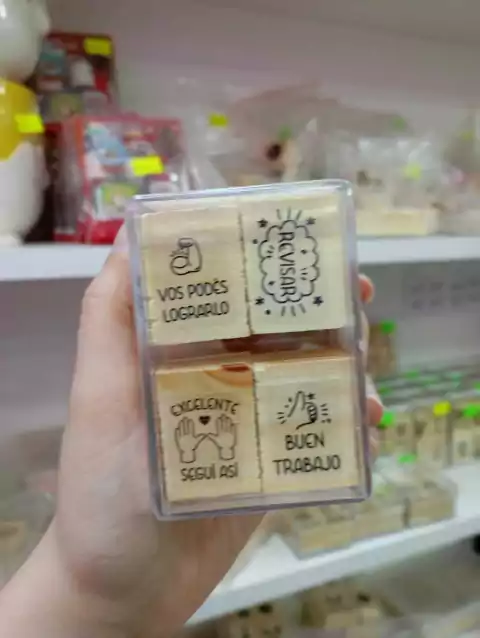 VOS PODÉS
LOGRARLO
REVISAR
EXCELENTE
SEGUÍ ASÍ
BUEN
TRABAJO